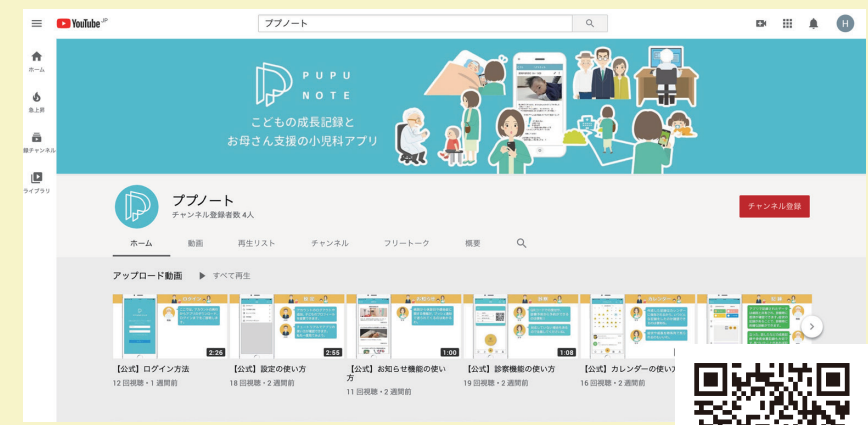 YouTube JP
ププノート
H
ホーム
急上昇
録チャンネル
ライブラリ
PUPU
NOTE
こどもの成長記録と
お母さん支援の小児科アプリ
ププノート
チャンネル登録者数 4人
チャンネル登録
ホーム 動画 再生リスト チャンネル フリートーク 概要
アップロード動画 ▶ すべて再生
2:26 2:55 1:00 1:08
【公式】ログイン方法 【公式】設定の使い方 【公式】お知らせ機能の使い方 【公式】診察機能の使い方 【公式】カレンダーの使い
12 回視聴・1 週間前 18 回視聴・2 週間前 11 回視聴・2 週間前 19 回視聴・2 週間前 16 回視聴・2 週間前